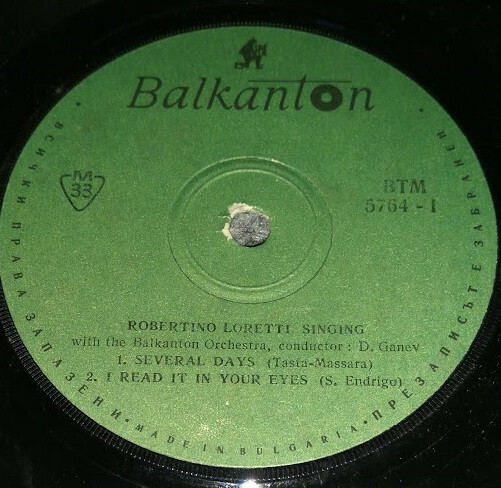 Balkanton
M
33
BTM
5764 - I
ROBERTINO LORETTI SINGING
with the Balkanton Orchestra, conductor: D. Ganev
1. SEVERAL DAYS (Tasta-Massara)
2. I READ IT IN YOUR EYES (S. Endrigo)
ВСИЧКИ ПРАВА ЗАПАЗЕНИ • MADE IN BULGARIA • ПРЕЗАПИСЪТ Е ЗАБРАНЕН